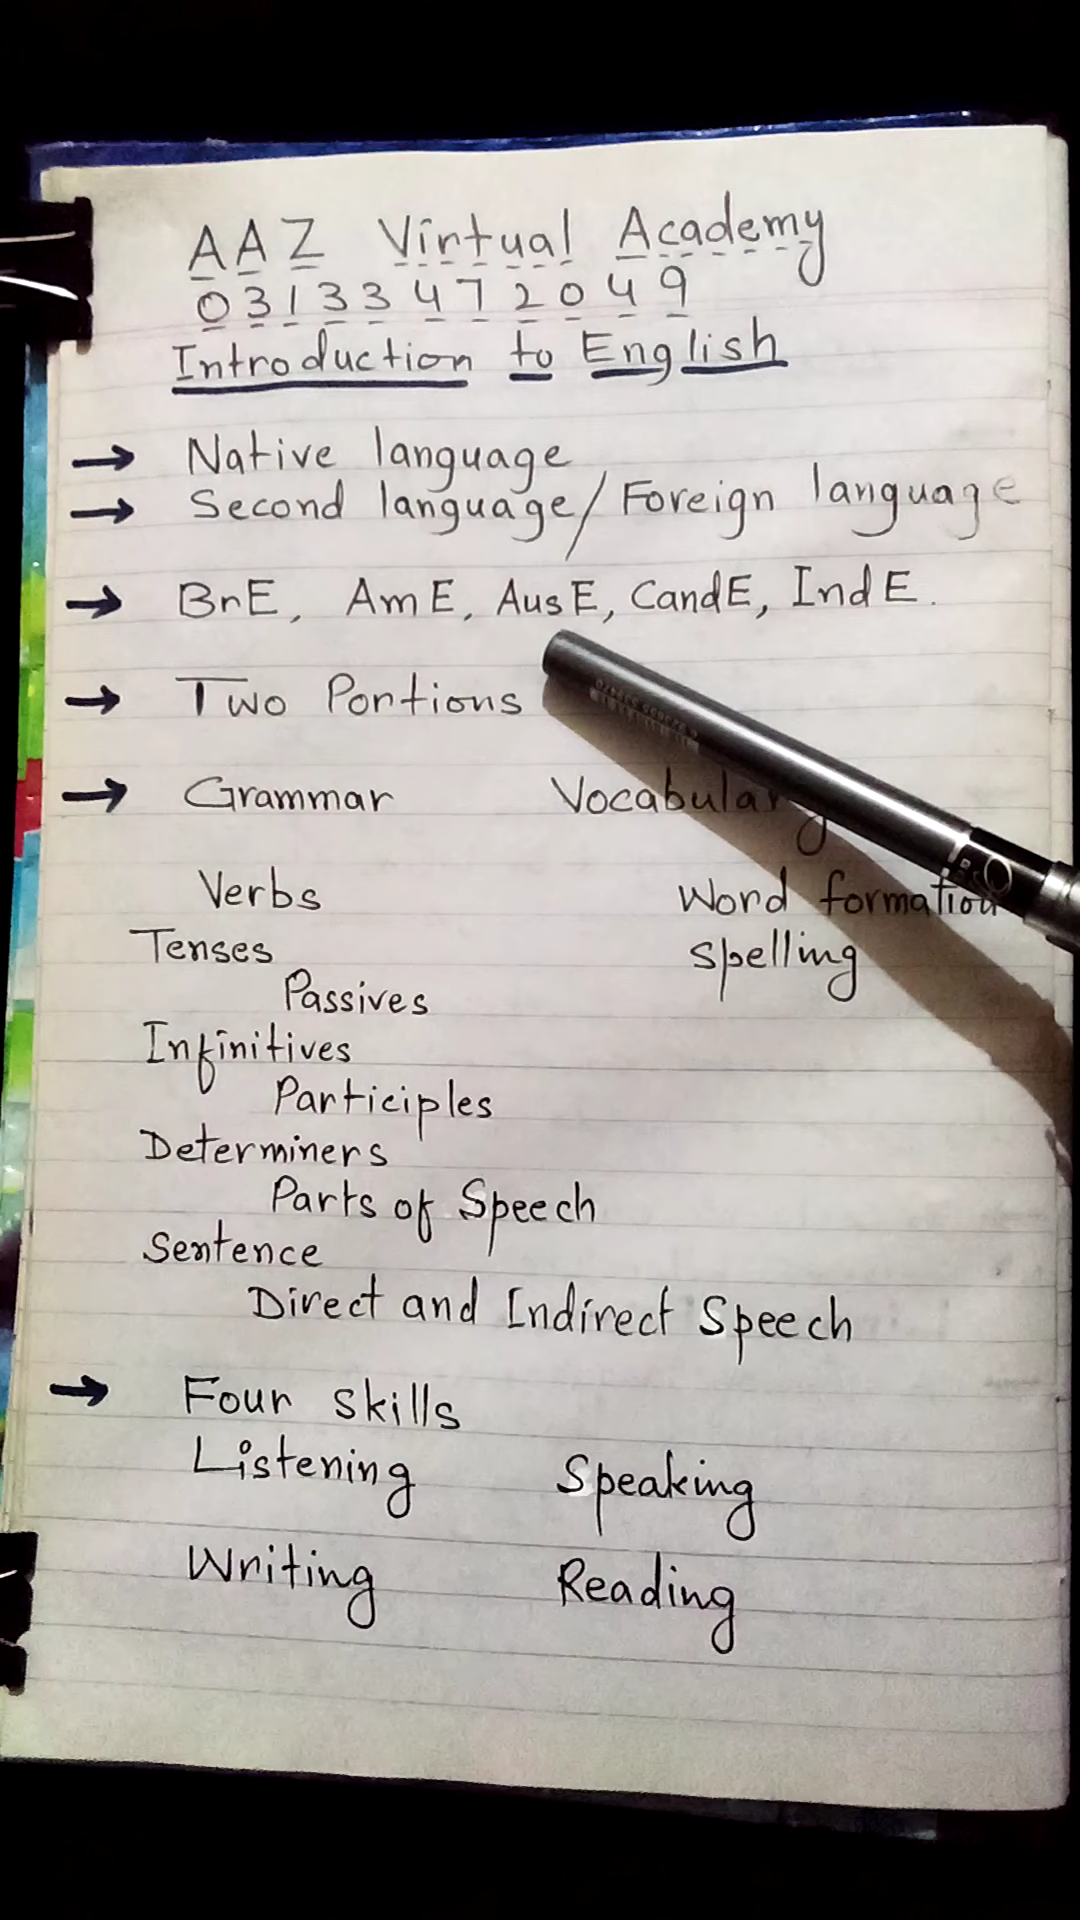 AAZ Virtual Academy
03133472049
Introduction to English
→ Native language
→ Second language/Foreign language
→ BrE, AmE, AusE, CandE, IndE.
→ Two Portions
→ Grammar Vocabulary
Verbs Word formation
Tenses Spelling
Passives
Infinitives
Participles
Determiners
Parts of Speech
Sentence
Direct and Indirect Speech
→ Four skills
Listening Speaking
Writing Reading